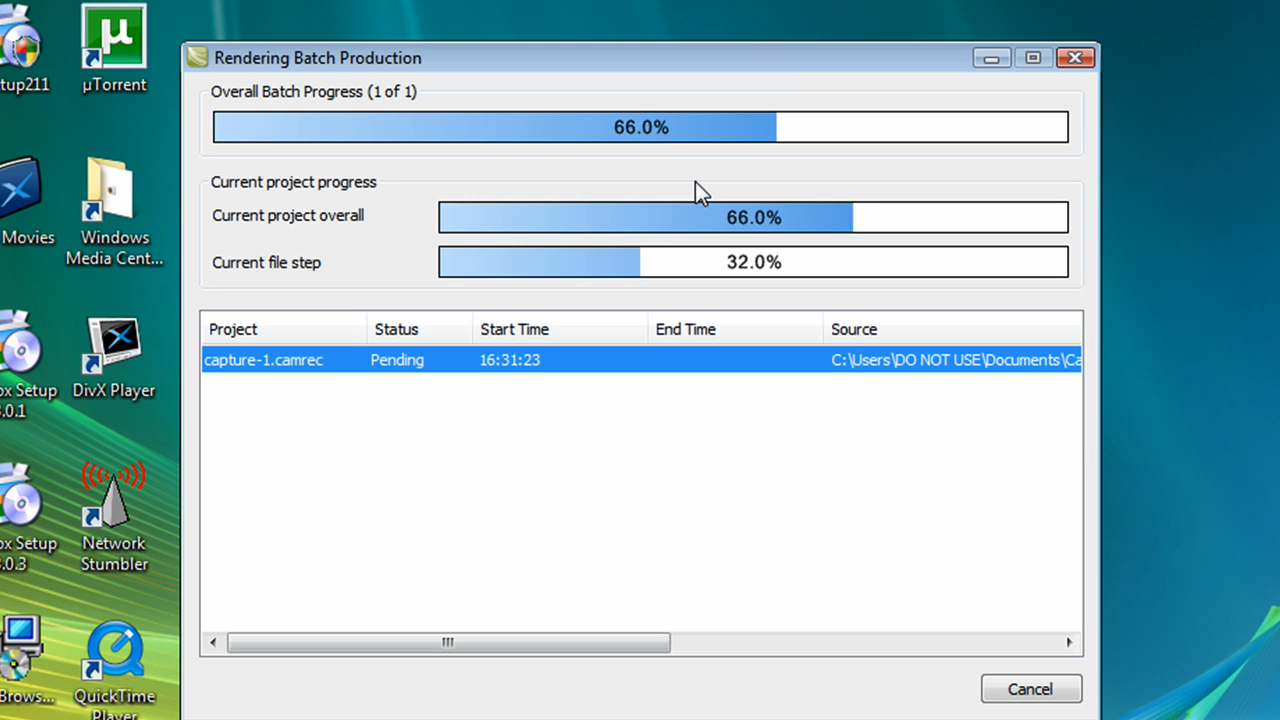 tup211
µTorrent
Movies
Windows
Media Cent...
ox Setup
.0.1
DivX Player
ox Setup
.0.3
Network
Stumbler
Brows...
QuickTime
Player
Rendering Batch Production
Overall Batch Progress (1 of 1)
66.0%
Current project progress
Current project overall
66.0%
Current file step
32.0%
Project Status Start Time End Time Source
capture-1.camrec Pending 16:31:23 C:\Users\DO NOT USE\Documents\Ca
Cancel